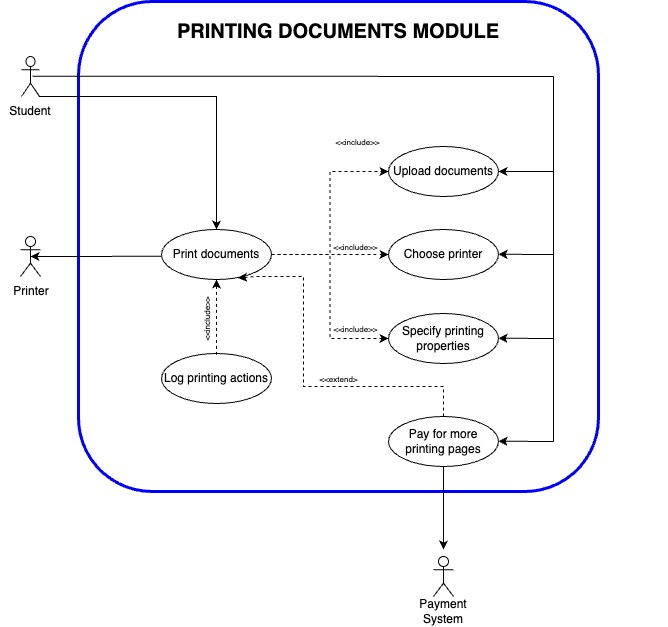 PRINTING DOCUMENTS MODULE
Student
<<include>>
Upload documents
Print documents
<<include>>
Choose printer
Printer
<<include>>
<<include>>
Specify printing
properties
Log printing actions
<<extend>>
Pay for more
printing pages
Payment
System